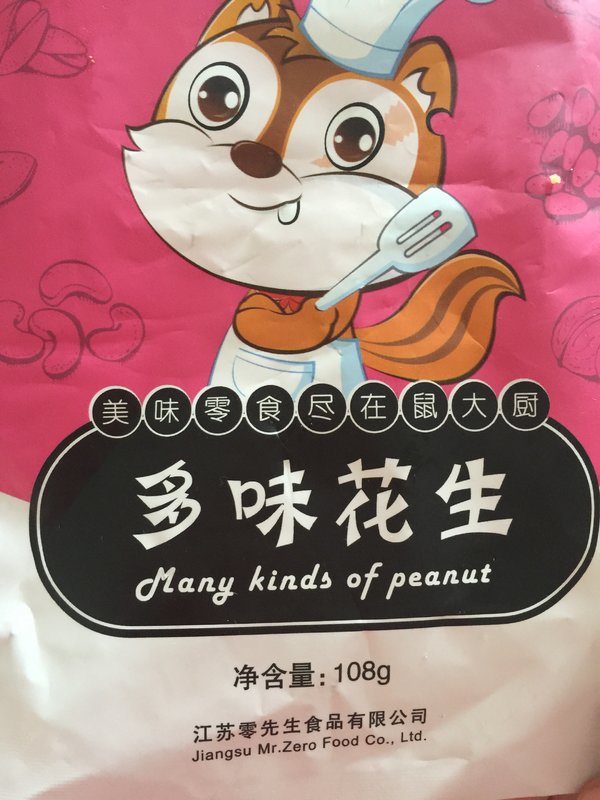 美味零食尽在鼠大厨
多味花生
Many kinds of peanut
净含量:108g
江苏零先生食品有限公司
Jiangsu Mr.Zero Food Co., Ltd.